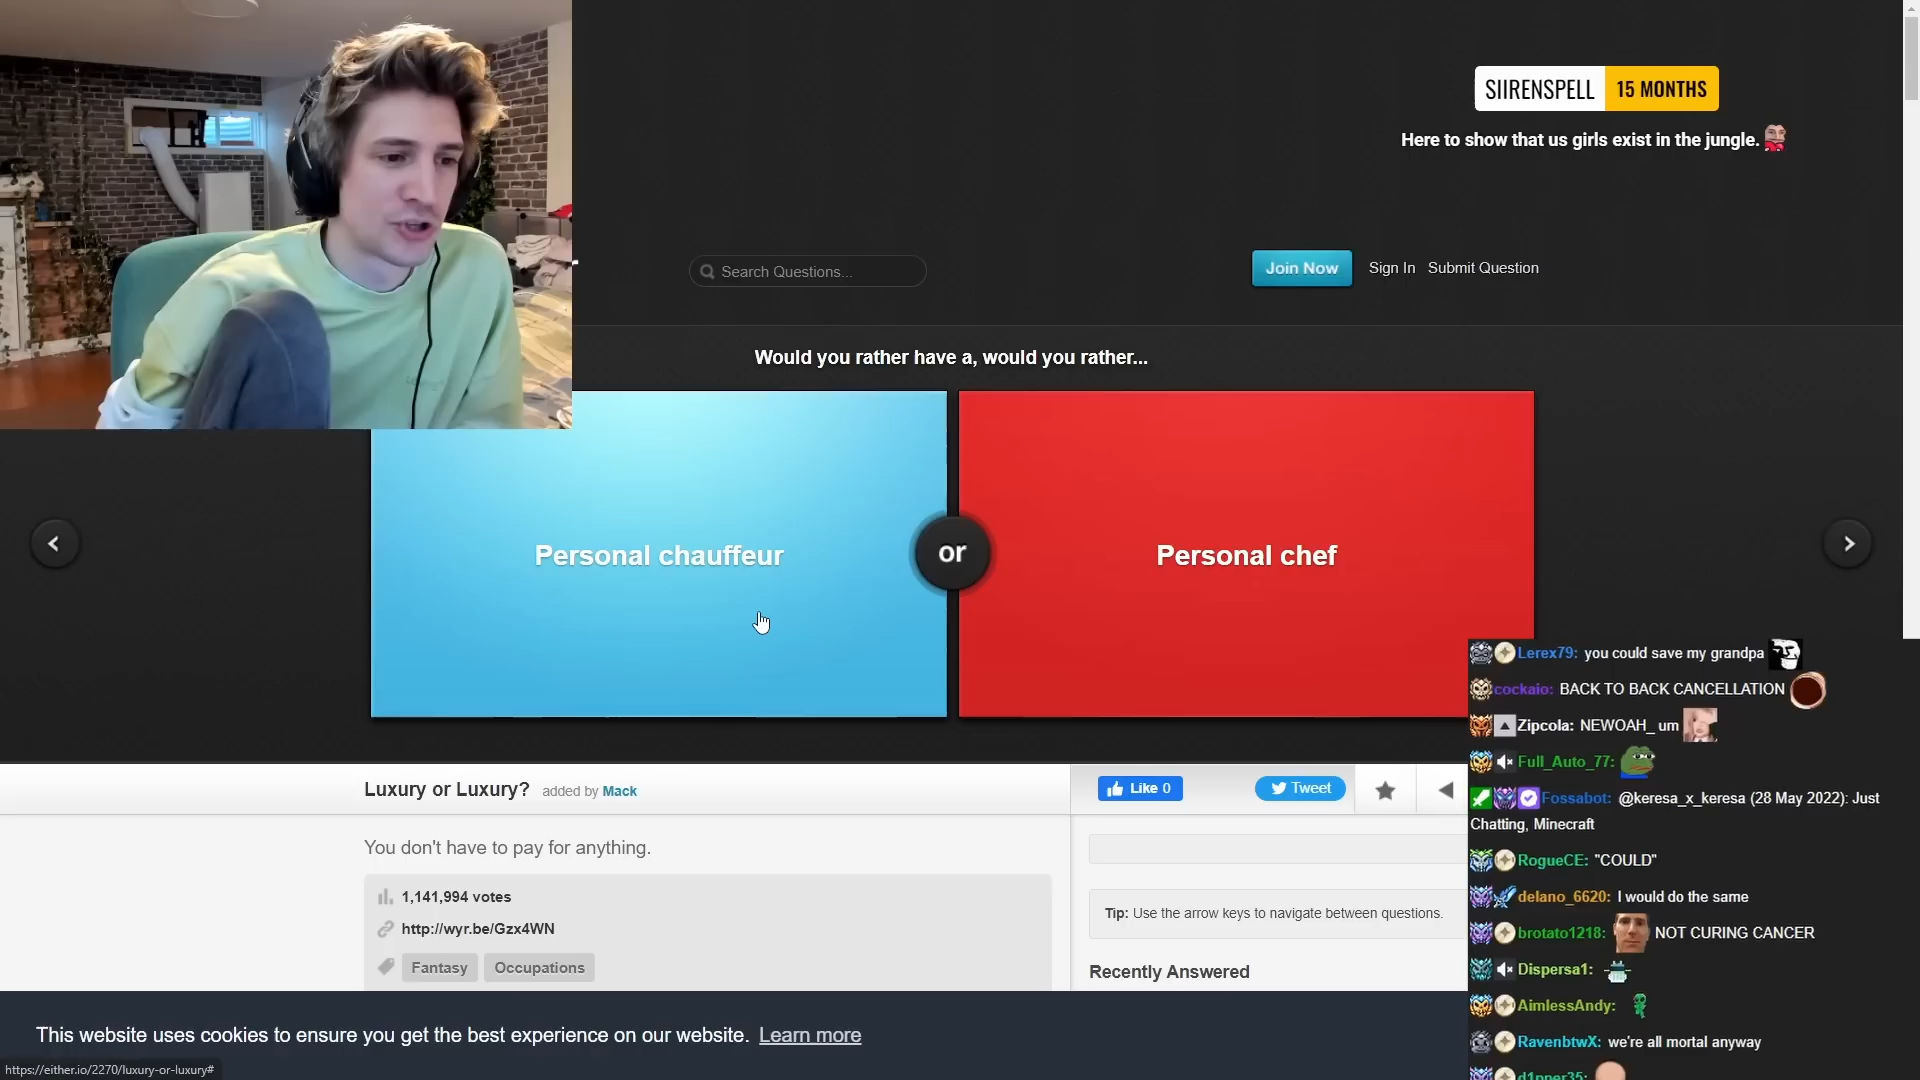 SIIRENSPELL 15 MONTHS
Here to show that us girls exist in the jungle.
Search Questions...
Join Now Sign In Submit Question
Would you rather have a, would you rather...
Personal chauffeur
or
Personal chef
Luxury or Luxury? added by Mack
Like 0
Tweet
You don't have to pay for anything.
1,141,994 votes
http://wyr.be/Gzx4WN
Fantasy Occupations
Tip: Use the arrow keys to navigate between questions.
Recently Answered
This website uses cookies to ensure you get the best experience on our website. Learn more
https://either.io/2270/luxury-or-luxury#
Lerex79: you could save my grandpa
cockaio: BACK TO BACK CANCELLATION
Zipcola: NEWOAH_ um
Full_Auto_77:
Fossabot: @keresa_x_keresa (28 May 2022): Just
Chatting, Minecraft
RogueCE: "COULD"
delano_6620: I would do the same
brotato1218: NOT CURING CANCER
Dispersa1:
AimlessAndy:
RavenbtwX: we're all mortal anyway
d1pper35: